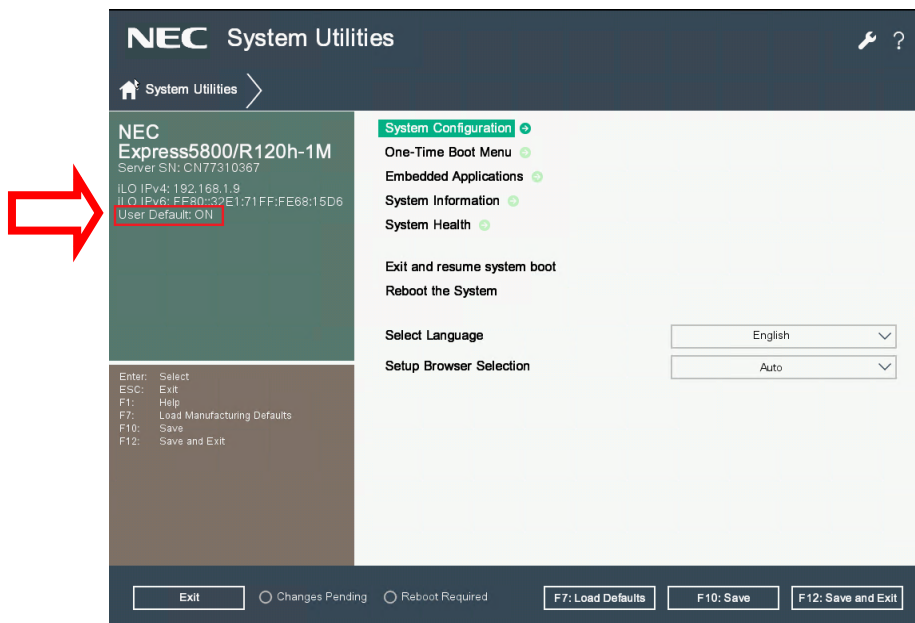 NEC System Utilities
?
System Utilities
NEC
Express5800/R120h-1M
Server SN: CN77310367
iLO IPv4: 192.168.1.9
iLO IPv6: FE80::32E1:71FF:FE68:15D6
User Default: ON
Enter: Select
ESC: Exit
F1: Help
F7: Load Manufacturing Defaults
F10: Save
F12: Save and Exit
System Configuration
One-Time Boot Menu
Embedded Applications
System Information
System Health
Exit and resume system boot
Reboot the System
Select Language English
Setup Browser Selection Auto
Exit Changes Pending Reboot Required F7: Load Defaults F10: Save F12: Save and Exit